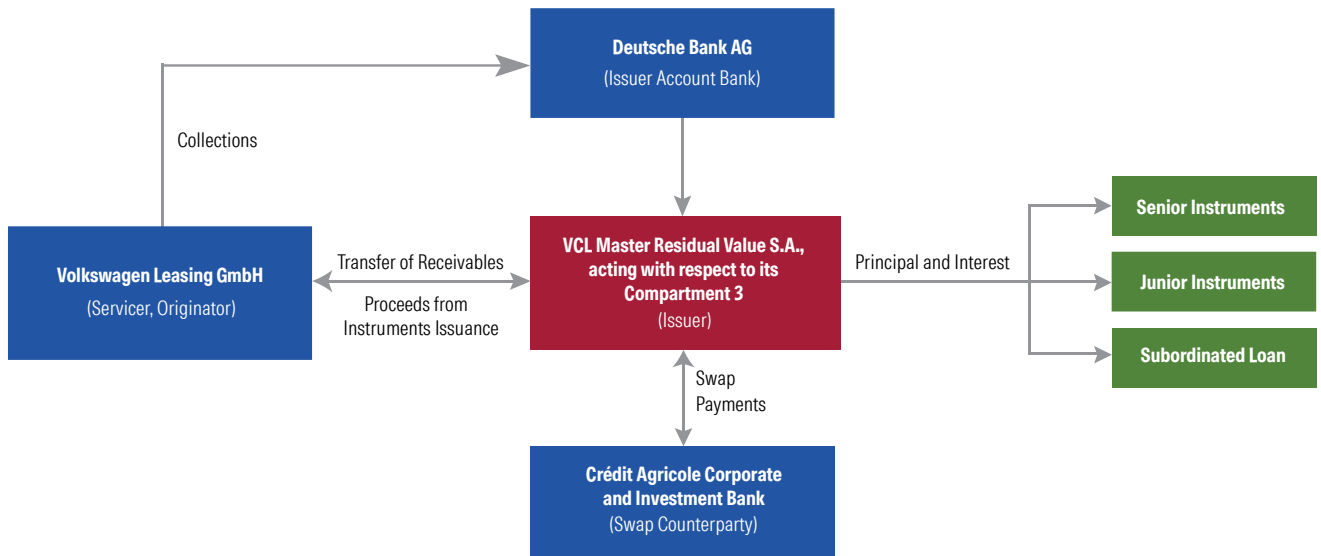 Deutsche Bank AG
(Issuer Account Bank)
Collections
Volkswagen Leasing GmbH
(Servicer, Originator)
Transfer of Receivables
Proceeds from
Instruments Issuance
VCL Master Residual Value S.A.,
acting with respect to its
Compartment 3
(Issuer)
Principal and Interest
Senior Instruments
Junior Instruments
Subordinated Loan
Swap
Payments
Crédit Agricole Corporate
and Investment Bank
(Swap Counterparty)